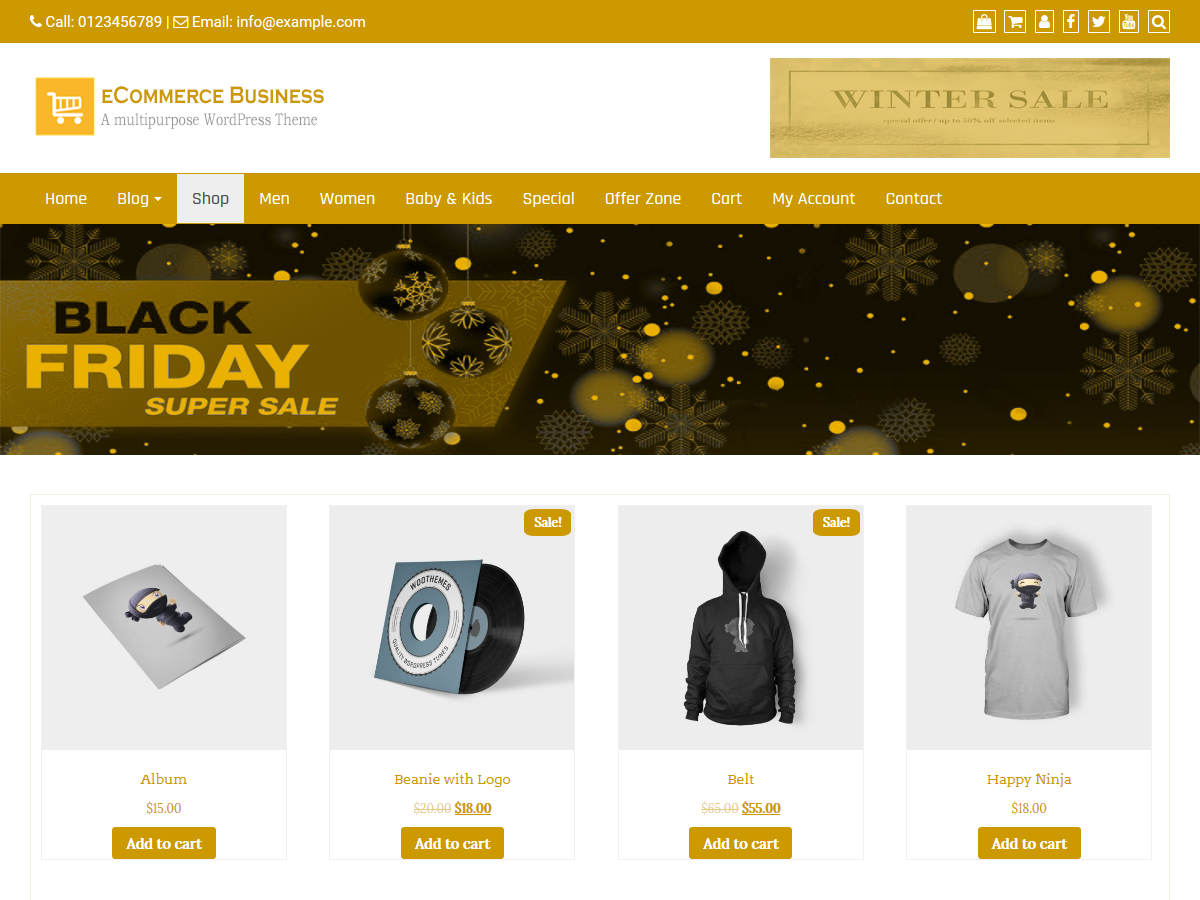 Call: 0123456789 | Email: info@example.com
You Tube
eCommerce Business
A multipurpose WordPress Theme
WINTER SALE
special offer / up to 50% off selected items
Home Blog Shop Men Women Baby & Kids Special Offer Zone Cart My Account Contact
BLACK
FRIDAY
SUPER SALE
Sale!
Sale!
WOOTHEMES
QUALITY WORDPRESS TUNES
Album
Beanie with Logo
Belt
Happy Ninja
$15.00
$20.00 $18.00
$65.00 $55.00
$18.00
Add to cart
Add to cart
Add to cart
Add to cart